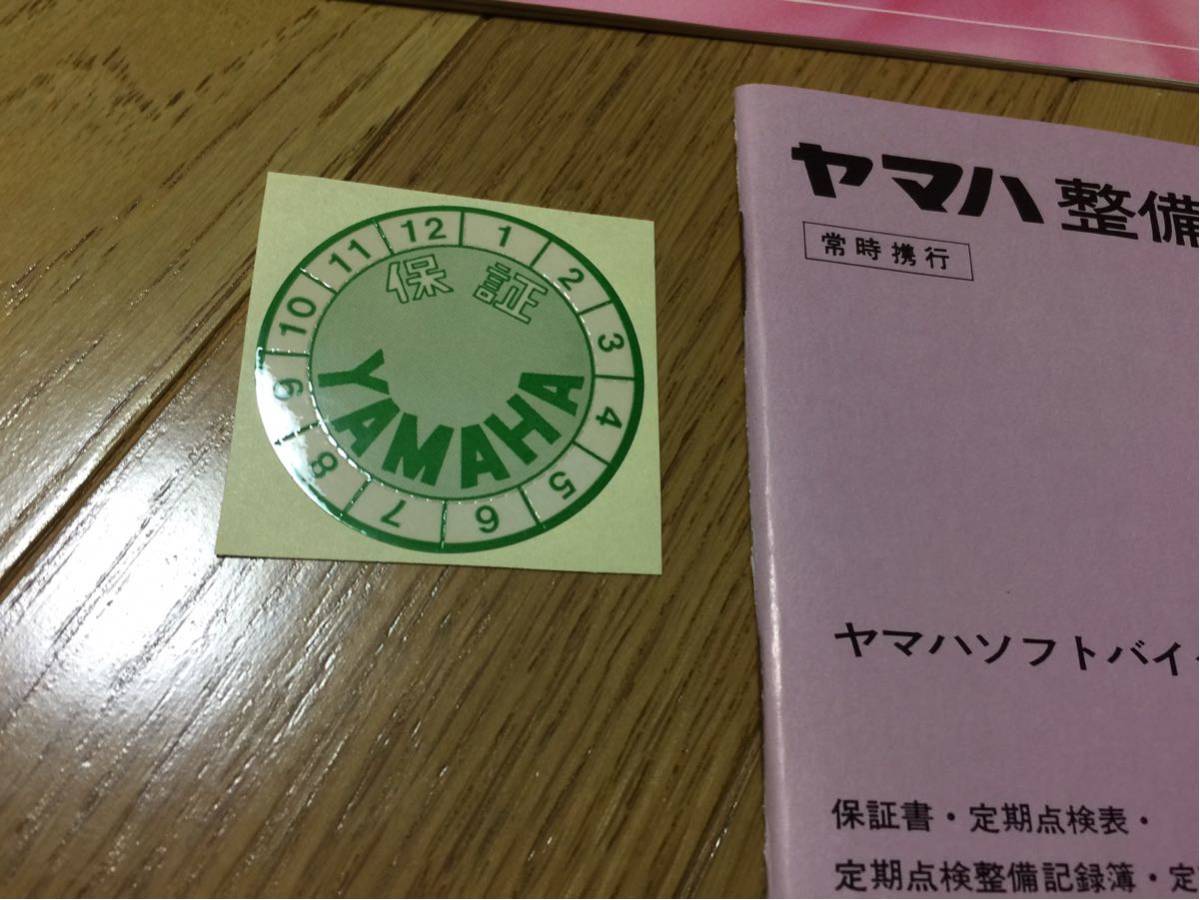 12 1 2 3 4 5 6 7 8 9 10 11
保証
YAMAHA
ヤマハ 整備
常時携行
ヤマハソフトバイ
保証書・定期点検表・
定期点検整備記録簿・定